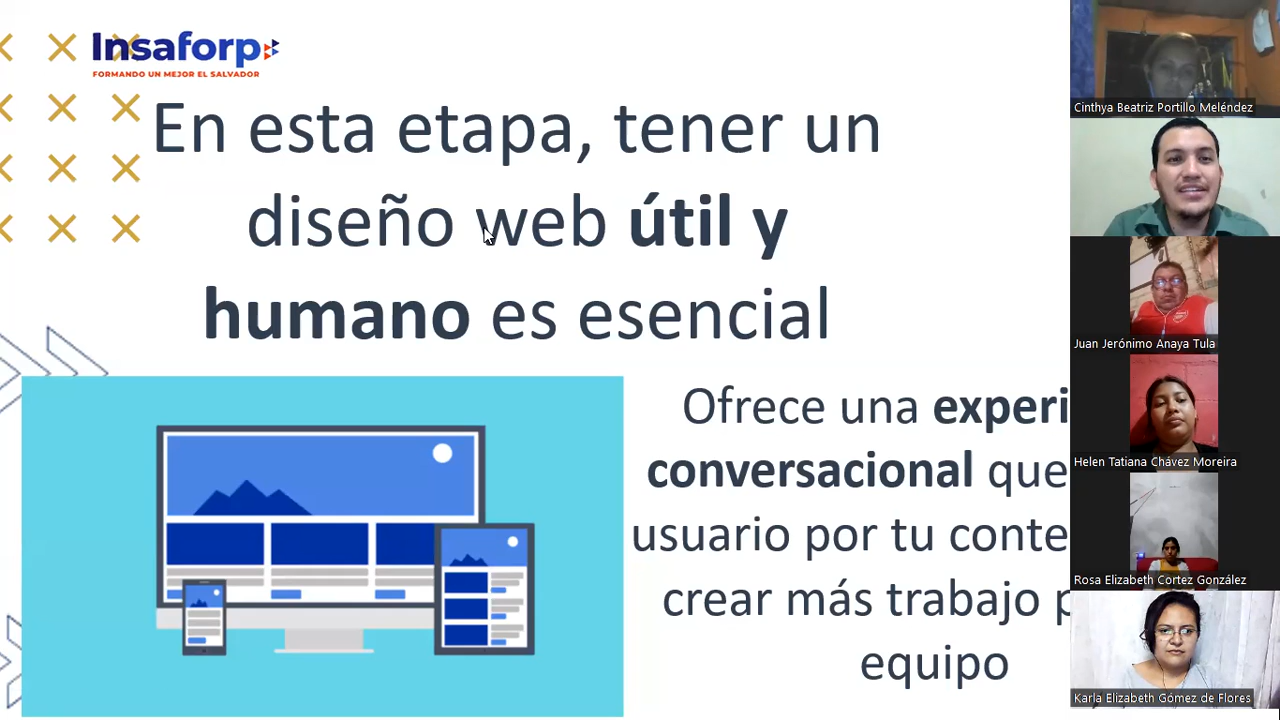 Insaforp
FORMANDO UN MEJOR EL SALVADOR
En esta etapa, tener un
diseño web útil y
humano es esencial
Ofrece una experi
conversacional que
usuario por tu conte
crear más trabajo p
equipo
Cinthya Beatriz Portillo Meléndez
Juan Jerónimo Anaya Tula
Helen Tatiana Chávez Moreira
Rosa Elizabeth Cortez González
Karla Elizabeth Gómez de Flores